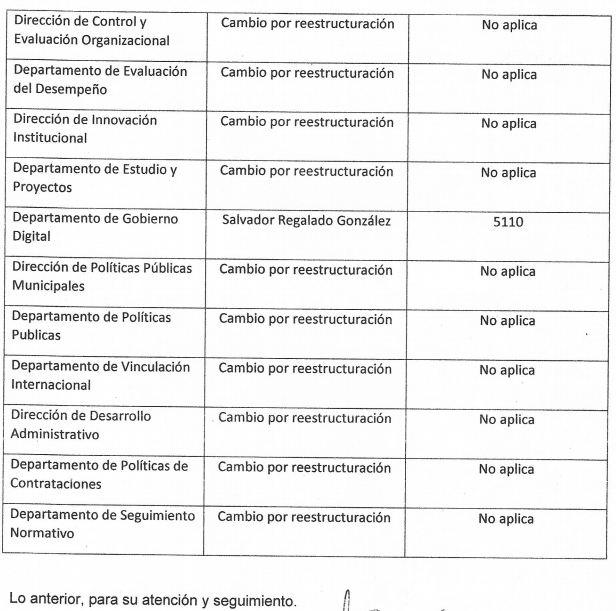 Dirección de Control y
Evaluación Organizacional
Cambio por reestructuración
No aplica
Departamento de Evaluación
del Desempeño
Cambio por reestructuración
No aplica
Dirección de Innovación
Institucional
Cambio por reestructuración
No aplica
Departamento de Estudio y
Proyectos
Cambio por reestructuración
No aplica
Departamento de Gobierno
Digital
Salvador Regalado González
5110
Dirección de Políticas Públicas
Municipales
Cambio por reestructuración
No aplica
Departamento de Políticas
Publicas
Cambio por reestructuración
No aplica
Departamento de Vinculación
Internacional
Cambio por reestructuración
No aplica
Dirección de Desarrollo
Administrativo
Cambio por reestructuración
No aplica
Departamento de Políticas de
Contrataciones
Cambio por reestructuración
No aplica
Departamento de Seguimiento
Normativo
Cambio por reestructuración
No aplica
Lo anterior, para su atención y seguimiento.